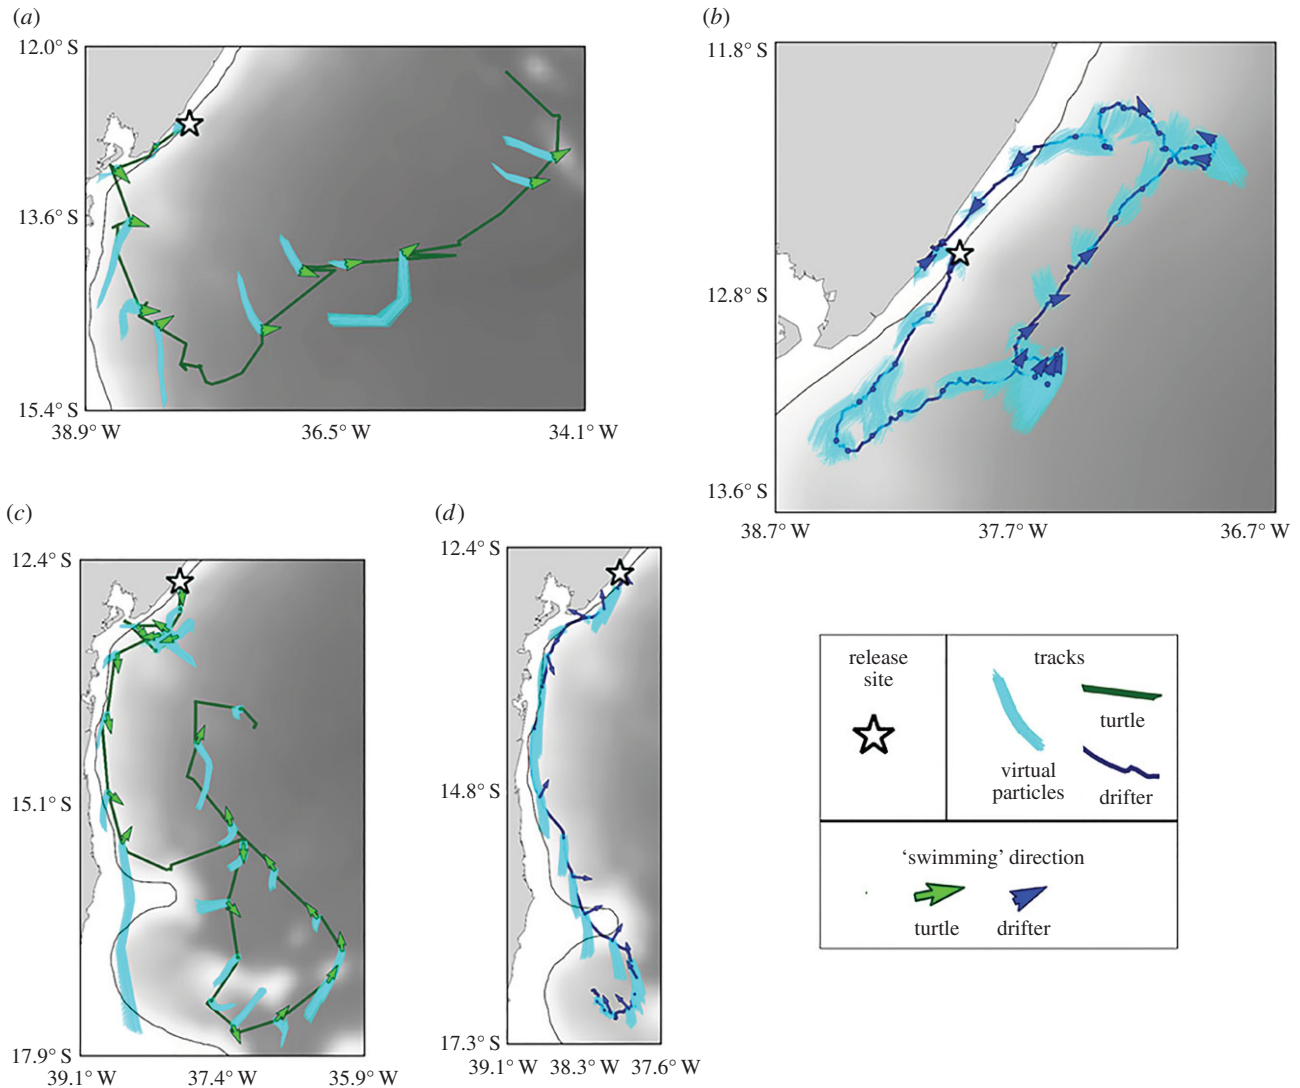 (a)
12.0° S
13.6° S
15.4° S
38.9° W
36.5° W
34.1° W
(b)
11.8° S
12.8° S
13.6° S
38.7° W
37.7° W
36.7° W
(c)
12.4° S
15.1° S
17.9° S
39.1° W
37.4° W
35.9° W
(d)
12.4° S
14.8° S
17.3° S
39.1° W
38.3° W
37.6° W
release
site
tracks
turtle
virtual
particles
drifter
‘swimming’ direction
turtle
drifter